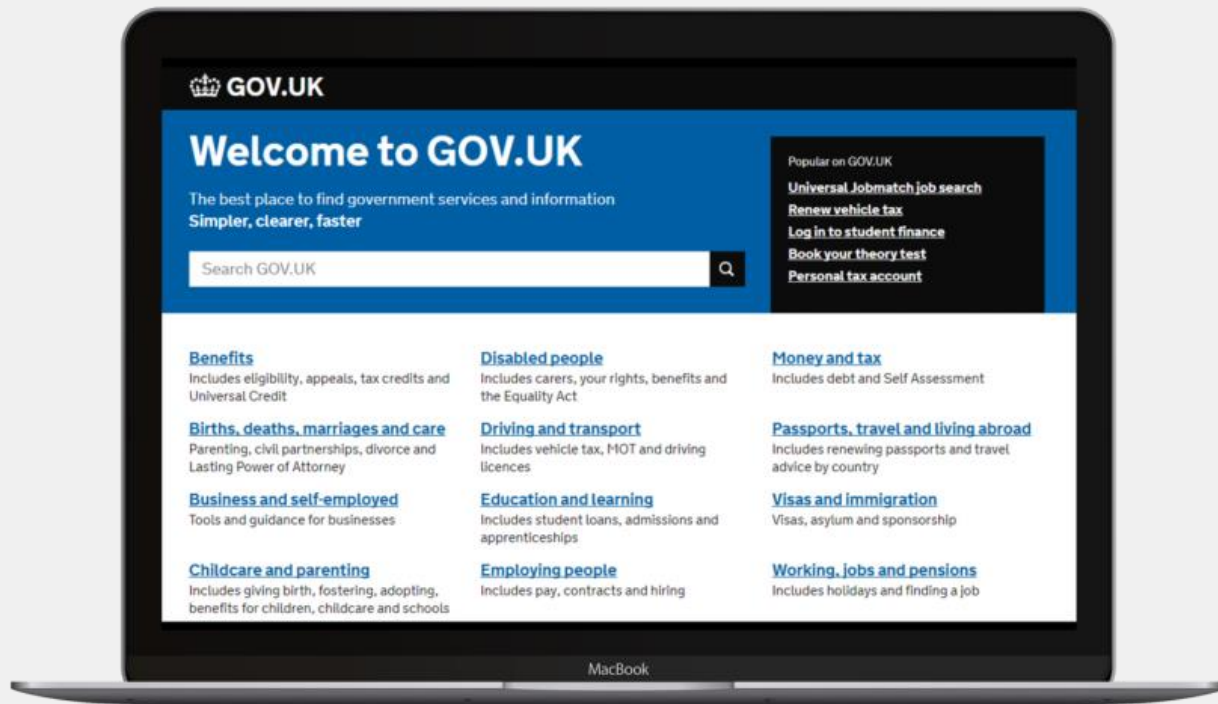 GOV.UK
Welcome to GOV.UK
The best place to find government services and information
Simpler, clearer, faster
Search GOV.UK
Popular on GOV.UK
Universal Jobmatch job search
Renew vehicle tax
Log in to student finance
Book your theory test
Personal tax account
Benefits
Includes eligibility, appeals, tax credits and
Universal Credit
Births, deaths, marriages and care
Parenting, civil partnerships, divorce and
Lasting Power of Attorney
Business and self-employed
Tools and guidance for businesses
Childcare and parenting
Includes giving birth, fostering, adopting,
benefits for children, childcare and schools
Disabled people
Includes carers, your rights, benefits and
the Equality Act
Driving and transport
Includes vehicle tax, MOT and driving
licences
Education and learning
Includes student loans, admissions and
apprenticeships
Employing people
Includes pay, contracts and hiring
Money and tax
Includes debt and Self Assessment
Passports, travel and living abroad
Includes renewing passports and travel
advice by country
Visas and immigration
Visas, asylum and sponsorship
Working, jobs and pensions
Includes holidays and finding a job
MacBook